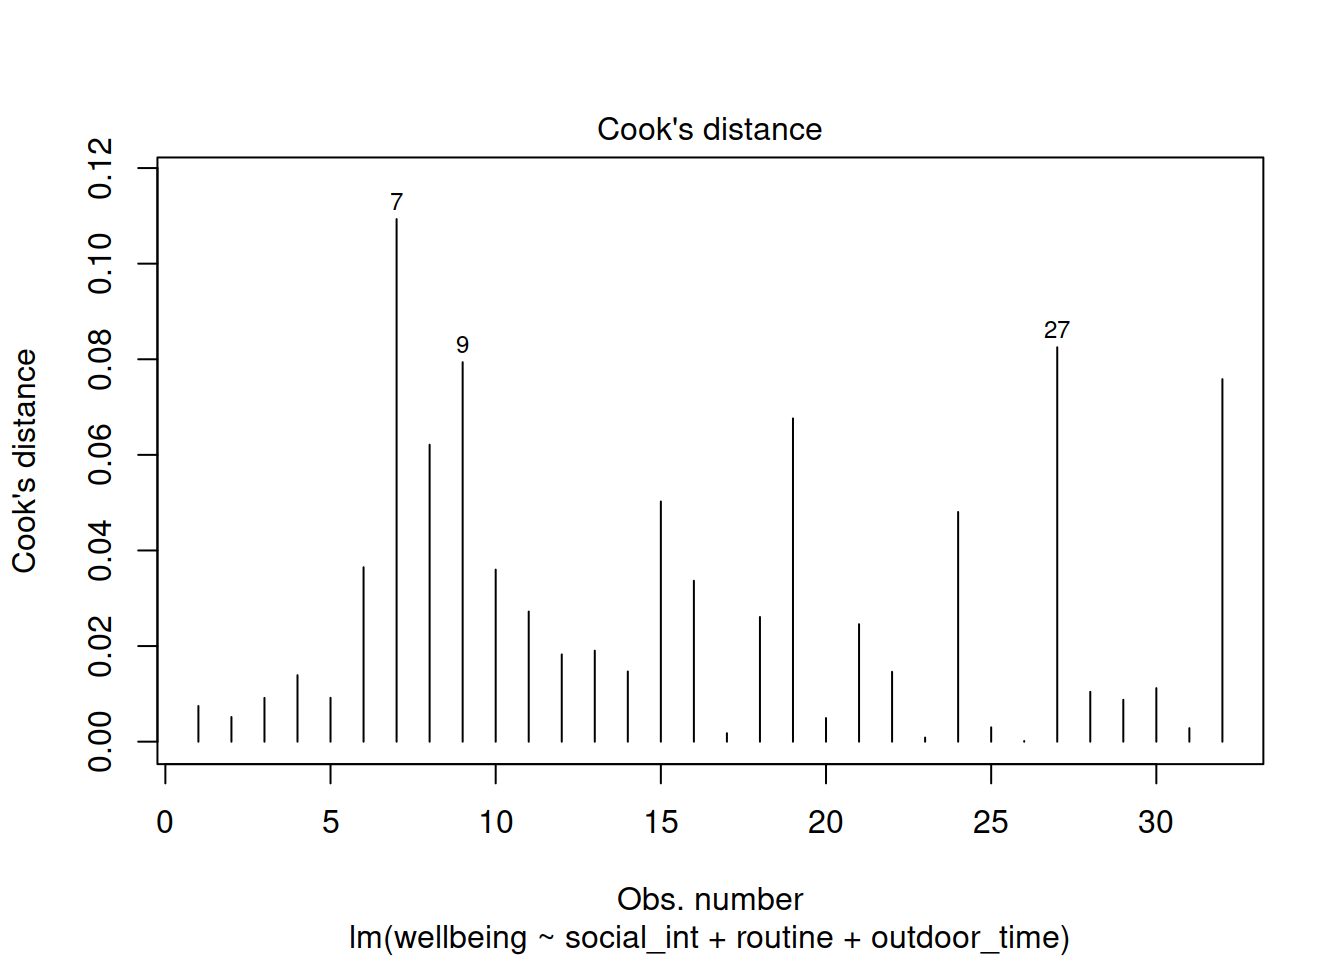 Cook's distance
0.12
0.10
0.08
0.06
0.04
0.02
0.00
Cook's distance
7
9
27
0 5 10 15 20 25 30
Obs. number
lm(wellbeing ~ social_int + routine + outdoor_time)